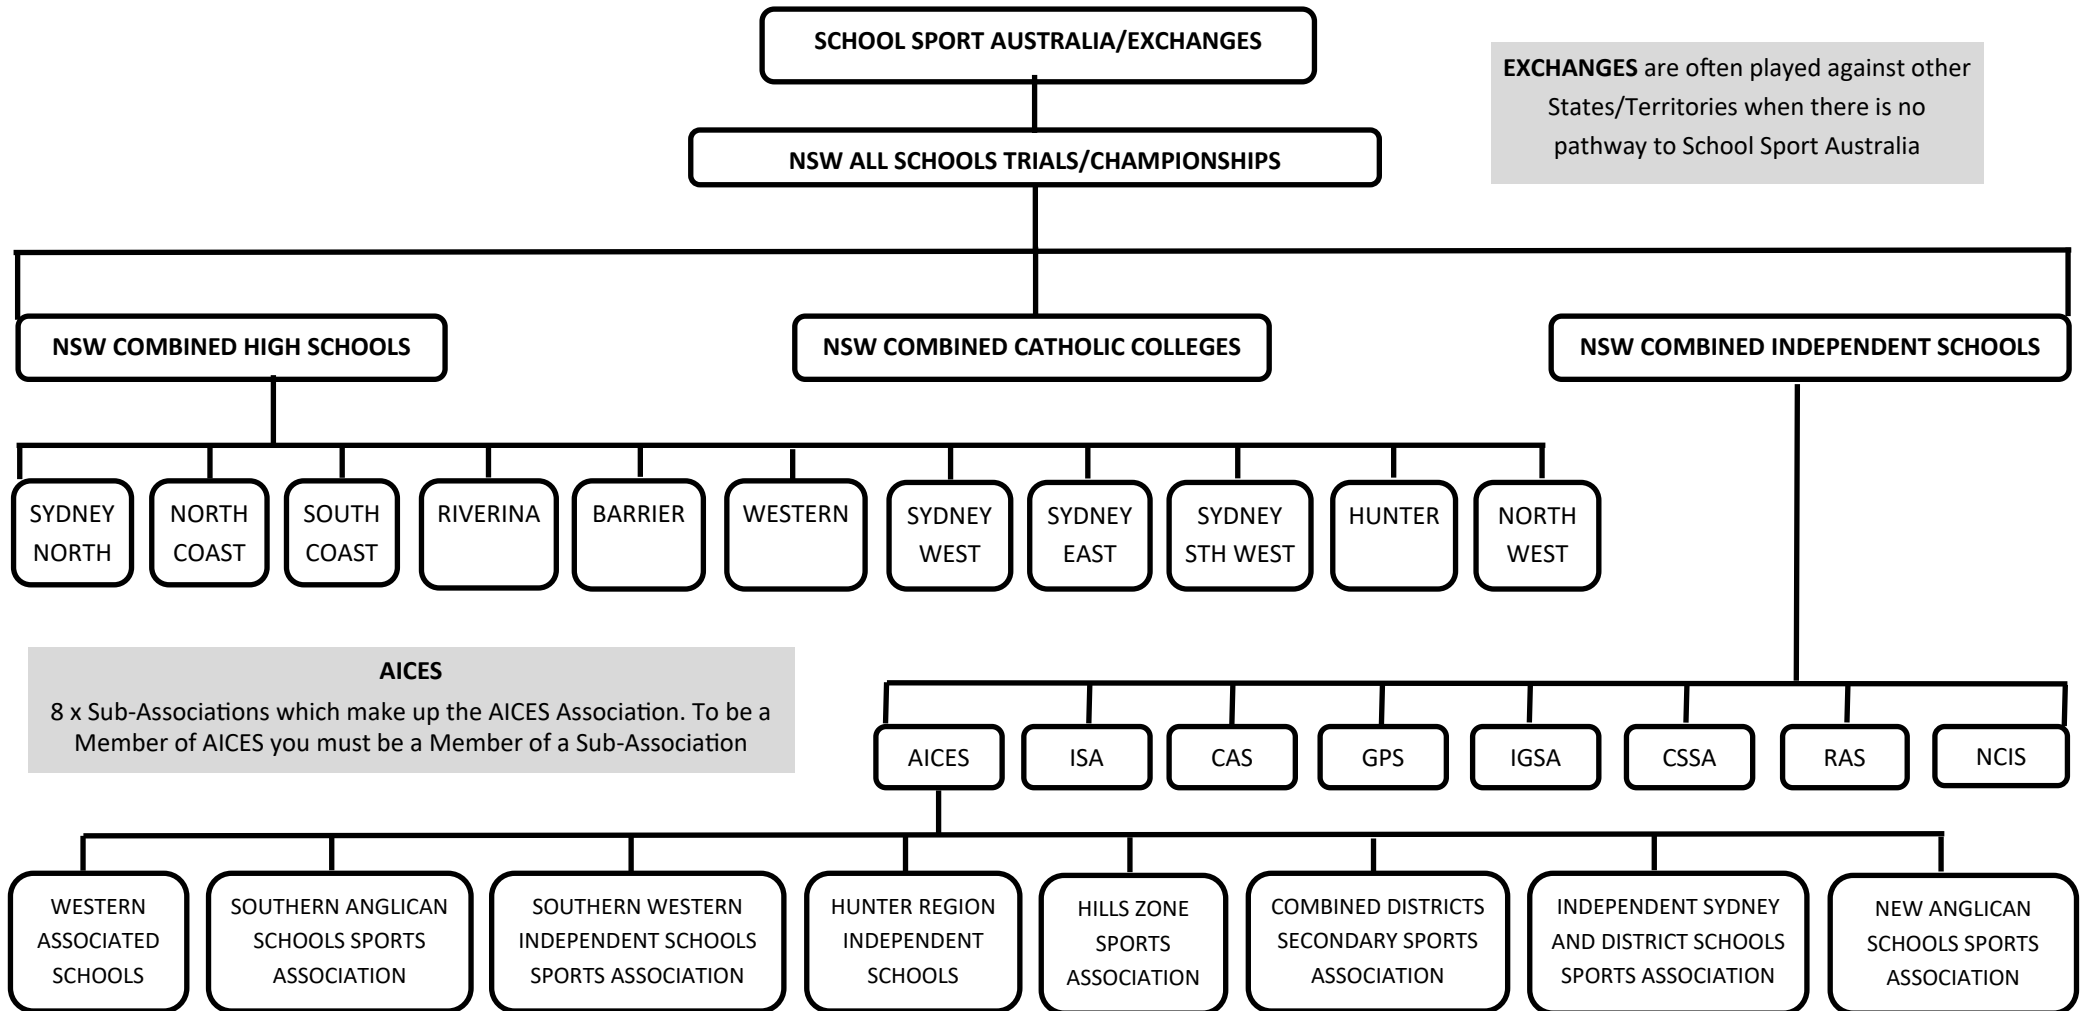 SCHOOL SPORT AUSTRALIA/EXCHANGES
EXCHANGES are often played against other
States/Territories when there is no
pathway to School Sport Australia
NSW ALL SCHOOLS TRIALS/CHAMPIONSHIPS
NSW COMBINED HIGH SCHOOLS
NSW COMBINED CATHOLIC COLLEGES
NSW COMBINED INDEPENDENT SCHOOLS
SYDNEY
NORTH
NORTH
COAST
SOUTH
COAST
RIVERINA
BARRIER
WESTERN
SYDNEY
WEST
SYDNEY
EAST
SYDNEY
STH WEST
HUNTER
NORTH
WEST
AICES
8 x Sub-Associations which make up the AICES Association. To be a
Member of AICES you must be a Member of a Sub-Association
AICES
ISA
CAS
GPS
IGSA
CSSA
RAS
NCIS
WESTERN
ASSOCIATED
SCHOOLS
SOUTHERN ANGLICAN
SCHOOLS SPORTS
ASSOCIATION
SOUTHERN WESTERN
INDEPENDENT SCHOOLS
SPORTS ASSOCIATION
HUNTER REGION
INDEPENDENT
SCHOOLS
HILLS ZONE
SPORTS
ASSOCIATION
COMBINED DISTRICTS
SECONDARY SPORTS
ASSOCIATION
INDEPENDENT SYDNEY
AND DISTRICT SCHOOLS
SPORTS ASSOCIATION
NEW ANGLICAN
SCHOOLS SPORTS
ASSOCIATION